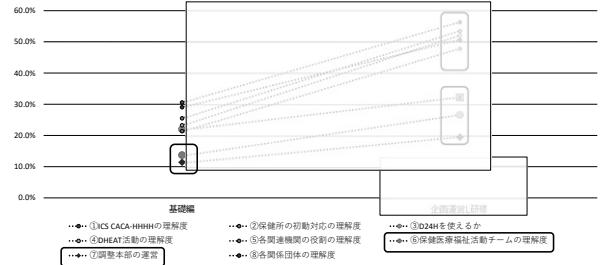 60.0%
50.0%
40.0%
30.0%
20.0%
10.0%
0.0%
基礎編 企画運営L研修
①ICS CACA-HHHHの理解度 ②保健所の初動対応の理解度 ③D24Hを使えるか
④DHEAT活動の理解度 ⑤各関連機関の役割の理解度 ⑥保健医療福祉活動チームの理解度
⑦調整本部の運営 ⑧各関係団体の理解度